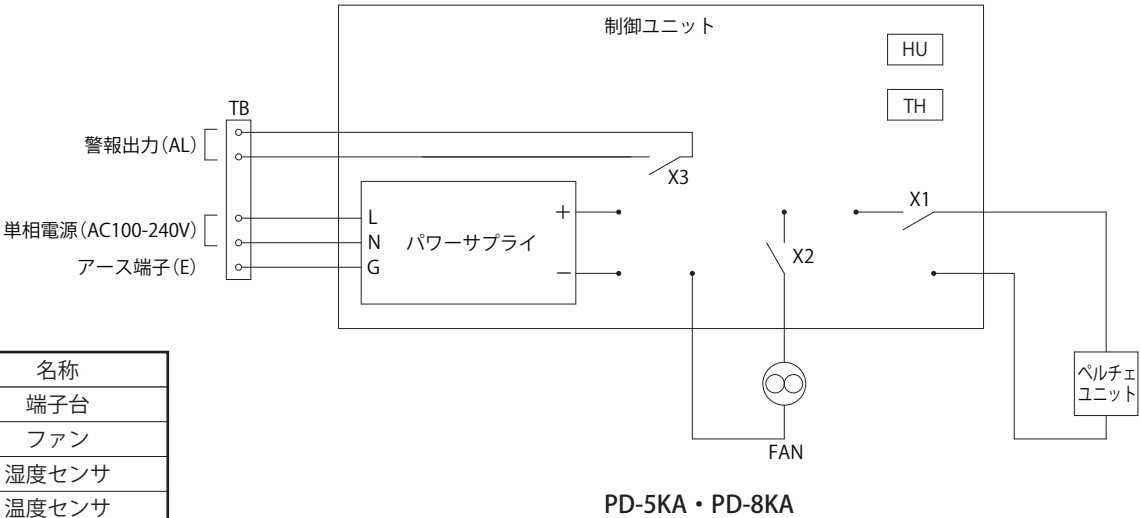 制御ユニット
HU
TH
TB
警報出力(AL)
X3
X1
単相電源(AC100-240V)
L
+
N
パワーサプライ
X2
アース端子(E)
G
−
名称
端子台
ファン
湿度センサ
温度センサ
ペルチェ
ユニット
FAN
PD-5KA・PD-8KA